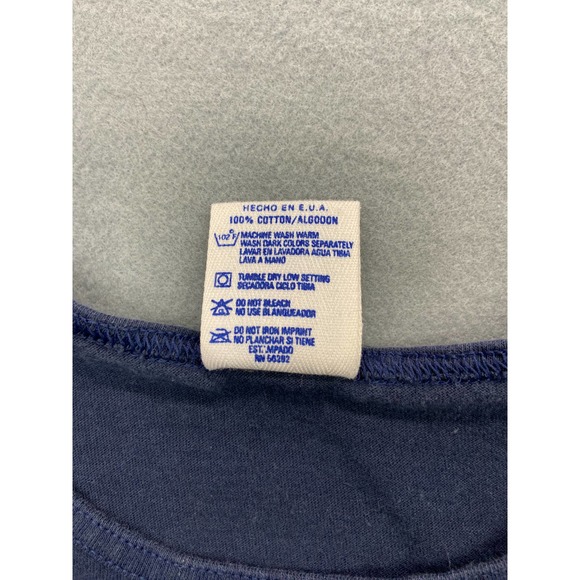 HECHO EN E.U.A.
100% COTTON/ALGODON
102°F MACHINE WASH WARM
WASH DARK COLORS SEPARATELY
LAVAR EN LAVADORA AGUA TIBIA
LAVA A MANO
TUMBLE DRY LOW SETTING
SECADORA CICLO TIBIA
DO NOT BLEACH
NO USE BLANQUEADOR
DO NOT IRON IMPRINT
NO PLANCHAR SI TIENE
EST MPADO
RN 56392